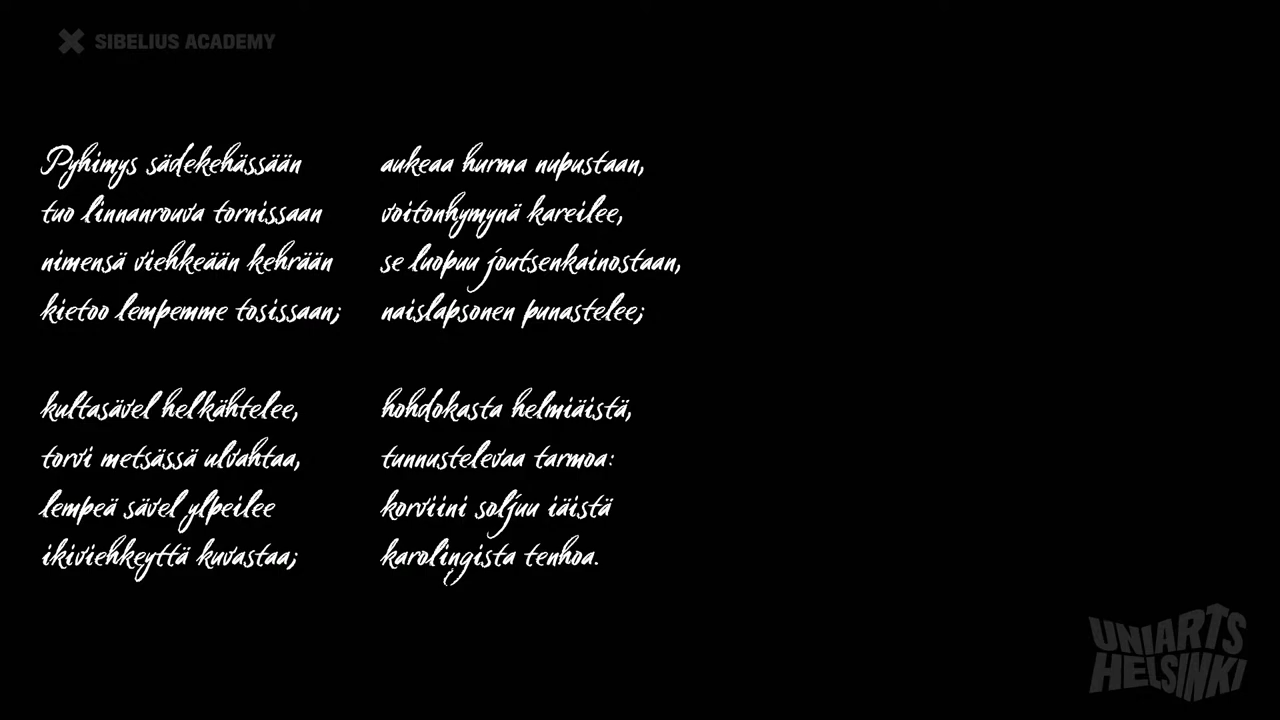 SIBELIUS ACADEMY
Pyhimys sädekehässään
tuo linnanrouva tornissaan
nimensä viehkeään kehrään
kietoo lempemme tosissaan;
kultasävel helkähtelee,
torvi metsässä ulvahtaa,
lempeä sävel ylpeilee
ikiviehkeyttä kuvastaa;
aukeaa hurma nupustaan,
voitonhymynä kareilee,
se luopuu joutsenkainostaan,
naislapsonen punastelee;
hohdokasta helmiäistä,
tunnustelevaa tarmoa:
korviini soljuu iäistä
karolingista tenhoa.
UNIARTS
HELSINKI